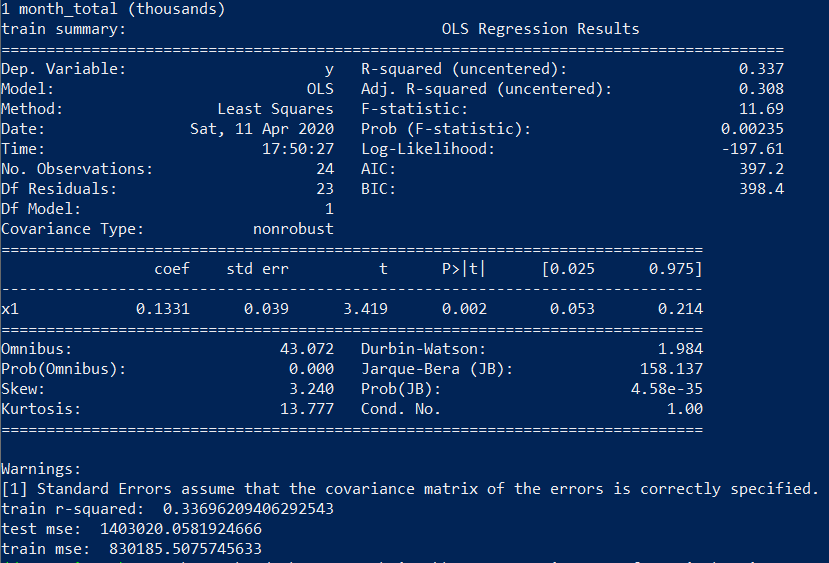 1 month_total (thousands)
train summary:                                   OLS Regression Results
=======================================================================================
Dep. Variable:                      y   R-squared (uncentered):                   0.337
Model:                            OLS   Adj. R-squared (uncentered):              0.308
Method:                 Least Squares   F-statistic:                              11.69
Date:                Sat, 11 Apr 2020   Prob (F-statistic):                     0.00235
Time:                        17:50:27   Log-Likelihood:                         -197.61
No. Observations:                  24   AIC:                                      397.2
Df Residuals:                      23   BIC:                                      398.4
Df Model:                           1
Covariance Type:            nonrobust
==============================================================================
                 coef    std err          t      P>|t|      [0.025      0.975]
------------------------------------------------------------------------------
x1             0.1331      0.039      3.419      0.002       0.053       0.214
==============================================================================
Omnibus:                       43.072   Durbin-Watson:                   1.984
Prob(Omnibus):                  0.000   Jarque-Bera (JB):              158.137
Skew:                           3.240   Prob(JB):                     4.58e-35
Kurtosis:                      13.777   Cond. No.                         1.00
==============================================================================
Warnings:
[1] Standard Errors assume that the covariance matrix of the errors is correctly specified.
train r-squared:  0.33696209406292543
test mse:  1403020.0581924666
train mse:  830185.5075745633